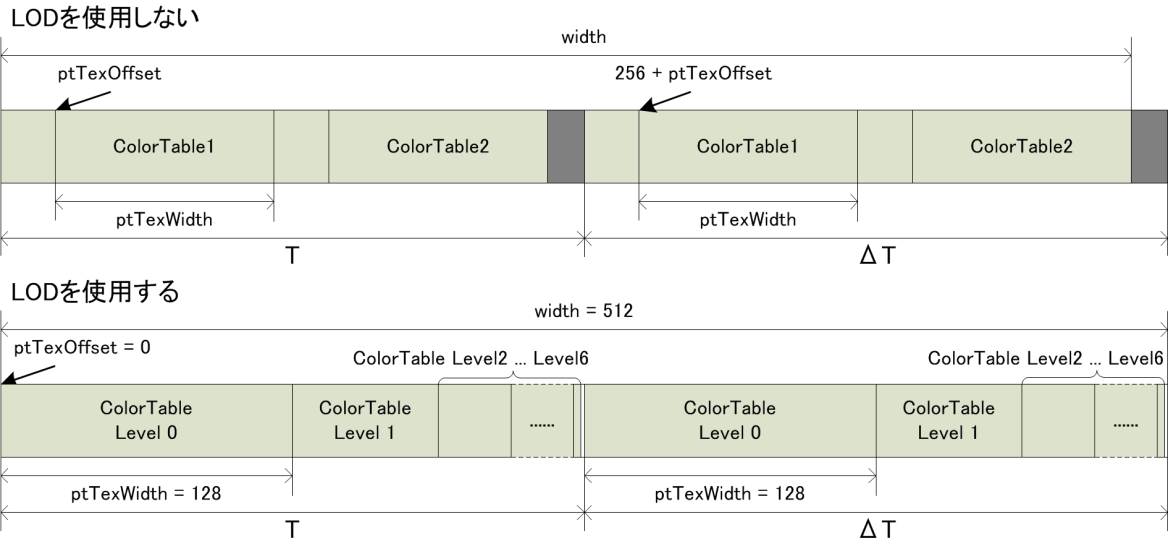 LODを使用しない
width
ptTexOffset
256 + ptTexOffset
ColorTable1
ColorTable2
ColorTable1
ColorTable2
ptTexWidth
ptTexWidth
T
ΔT
LODを使用する
width = 512
ptTexOffset = 0
ColorTable Level2 ... Level6
ColorTable Level2 ... Level6
ColorTable
Level 0
ColorTable
Level 1
......
ColorTable
Level 0
ColorTable
Level 1
......
ptTexWidth = 128
ptTexWidth = 128
T
ΔT